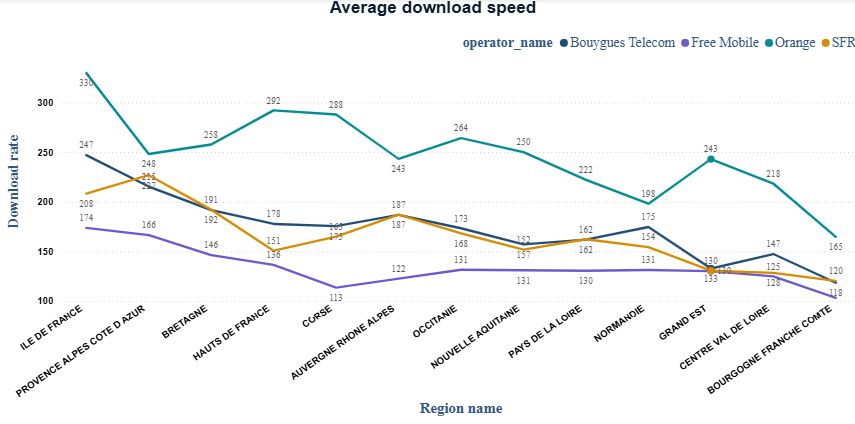 Average download speed
operator_name Bouygues Telecom Free Mobile Orange SFR
Download rate
300
250
200
150
100
330 248 258 292 288 243 264 250 222 198 243 218 165
247 215 191 178 175 187 173 157 162 175 133 147 118
208 227 192 151 165 187 168 152 162 154 130 128 120
174 166 146 136 113 122 131 131 130 131 130 125
ILE DE FRANCE
PROVENCE ALPES COTE D AZUR
BRETAGNE
HAUTS DE FRANCE
CORSE
AUVERGNE RHONE ALPES
OCCITANIE
NOUVELLE AQUITAINE
PAYS DE LA LOIRE
NORMANDIE
GRAND EST
CENTRE VAL DE LOIRE
BOURGOGNE FRANCHE COMTE
Region name